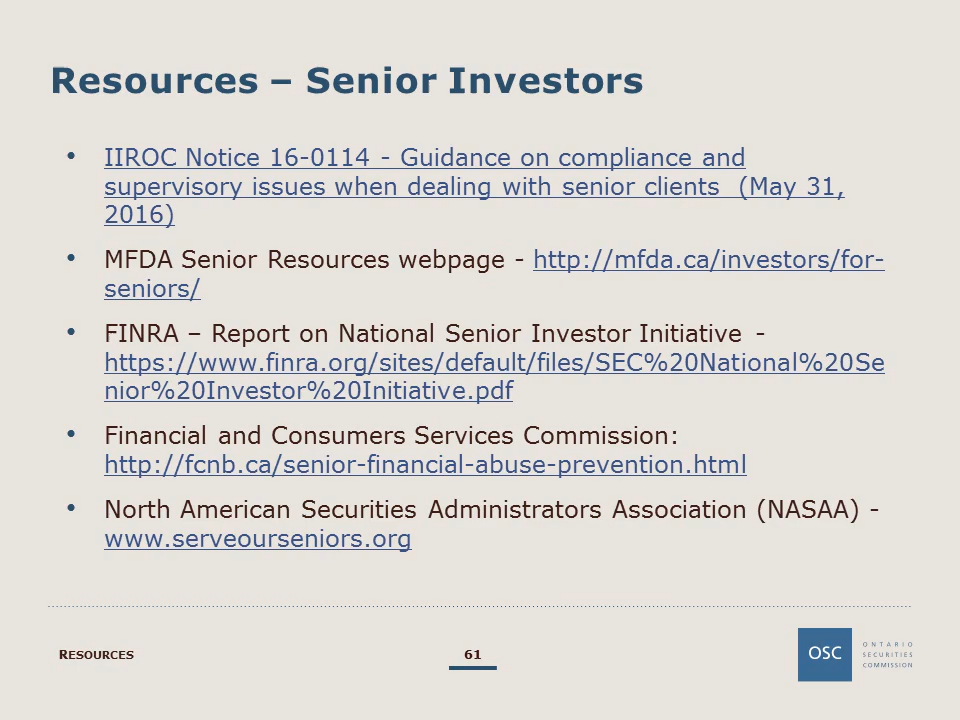 Resources – Senior Investors
• IIROC Notice 16-0114 - Guidance on compliance and
supervisory issues when dealing with senior clients (May 31,
2016)
• MFDA Senior Resources webpage - http://mfda.ca/investors/for-
seniors/
• FINRA – Report on National Senior Investor Initiative -
https://www.finra.org/sites/default/files/SEC%20National%20Se
nior%20Investor%20Initiative.pdf
• Financial and Consumers Services Commission:
http://fcnb.ca/senior-financial-abuse-prevention.html
• North American Securities Administrators Association (NASAA) -
www.serveourseniors.org
RESOURCES
61
OSC
ONTARIO
SECURITIES
COMMISSION